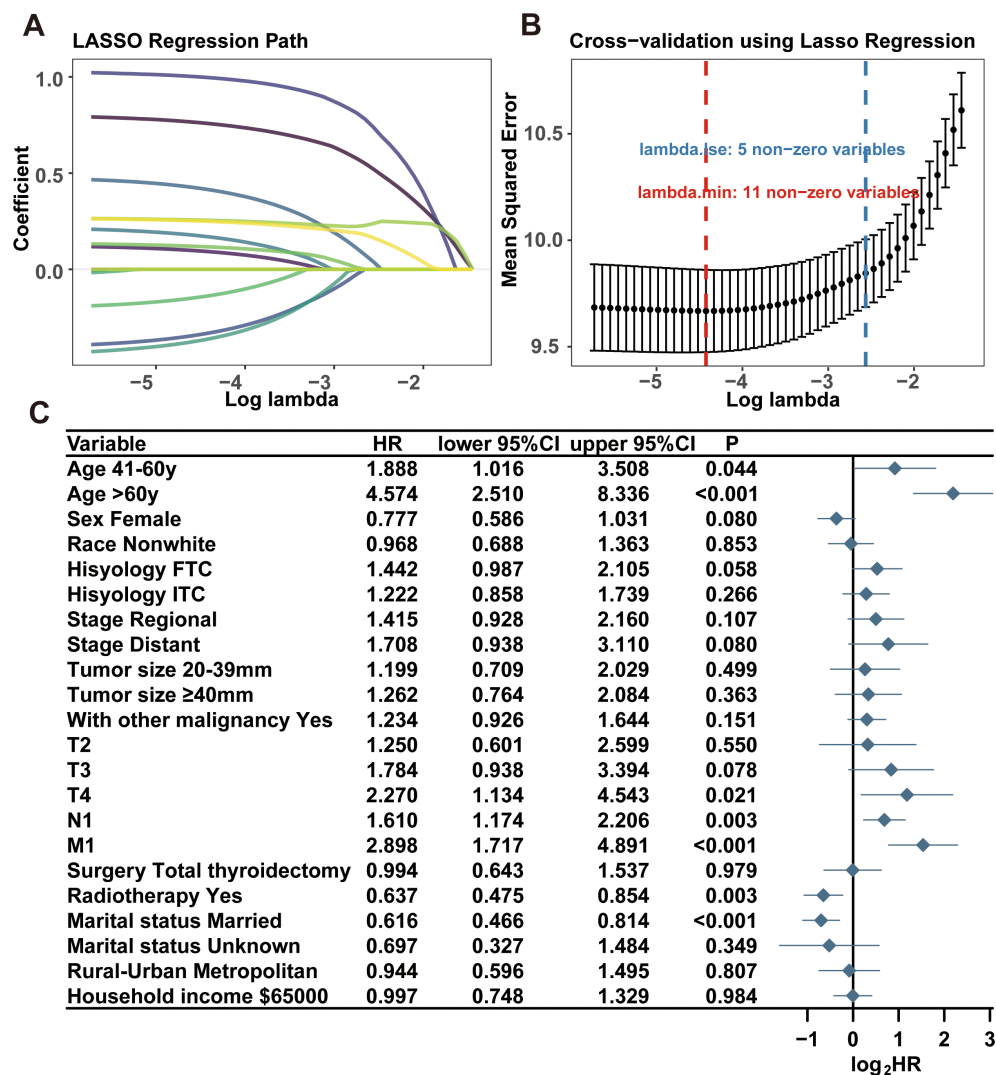 A
LASSO Regression Path
1.0
0.5
0.0
Coefficient
−5
−4
−3
−2
Log lambda
B
Cross−validation using Lasso Regression
Mean Squared Error
10.5
10.0
9.5
lambda.lse: 5 non−zero variables
lambda.min: 11 non−zero variables
−5
−4
−3
−2
Log lambda
C
Variable HR lower 95%CI upper 95%CI P
Age 41-60y 1.888 1.016 3.508 0.044
Age >60y 4.574 2.510 8.336 <0.001
Sex Female 0.777 0.586 1.031 0.080
Race Nonwhite 0.968 0.688 1.363 0.853
Hisyology FTC 1.442 0.987 2.105 0.058
Hisyology ITC 1.222 0.858 1.739 0.266
Stage Regional 1.415 0.928 2.160 0.107
Stage Distant 1.708 0.938 3.110 0.080
Tumor size 20-39mm 1.199 0.709 2.029 0.499
Tumor size ≥40mm 1.262 0.764 2.084 0.363
With other malignancy Yes 1.234 0.926 1.644 0.151
T2 1.250 0.601 2.599 0.550
T3 1.784 0.938 3.394 0.078
T4 2.270 1.134 4.543 0.021
N1 1.610 1.174 2.206 0.003
M1 2.898 1.717 4.891 <0.001
Surgery Total thyroidectomy 0.994 0.643 1.537 0.979
Radiotherapy Yes 0.637 0.475 0.854 0.003
Marital status Married 0.616 0.466 0.814 <0.001
Marital status Unknown 0.697 0.327 1.484 0.349
Rural-Urban Metropolitan 0.944 0.596 1.495 0.807
Household income $65000 0.997 0.748 1.329 0.984
−1 0 1 2 3
log₂HR